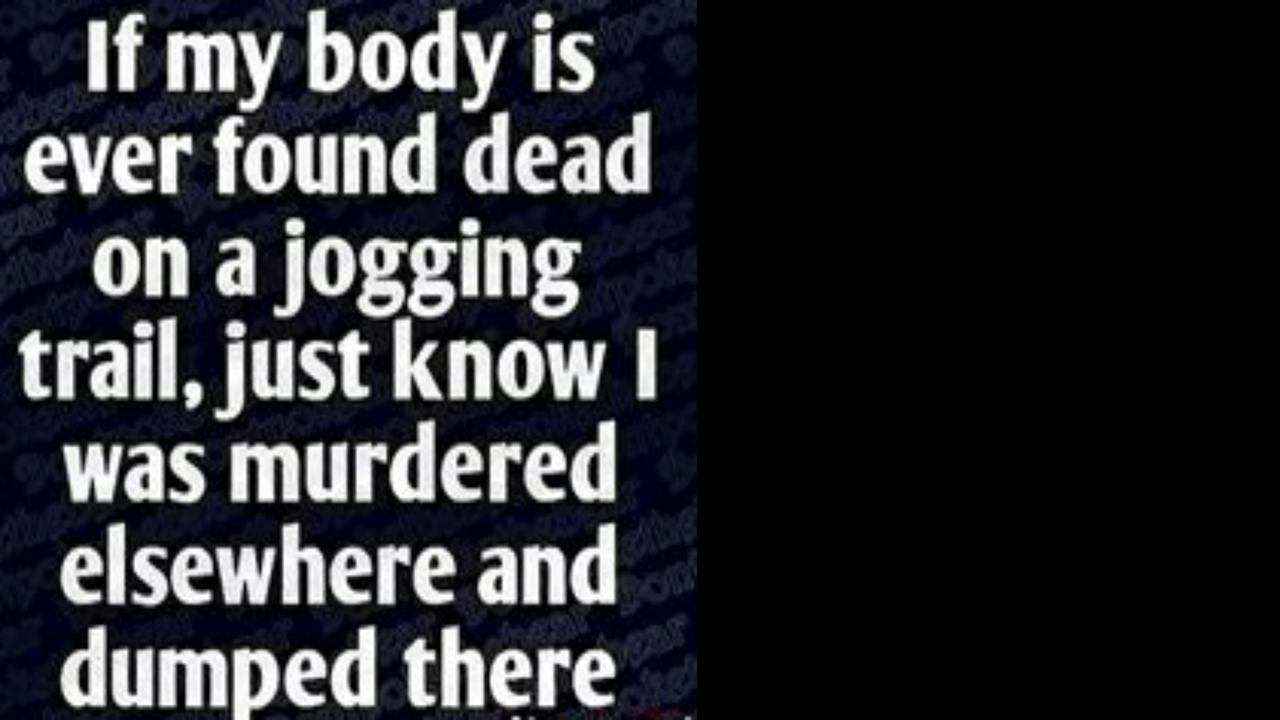 If my body is
ever found dead
on a jogging
trail, just know I
was murdered
elsewhere and
dumped there